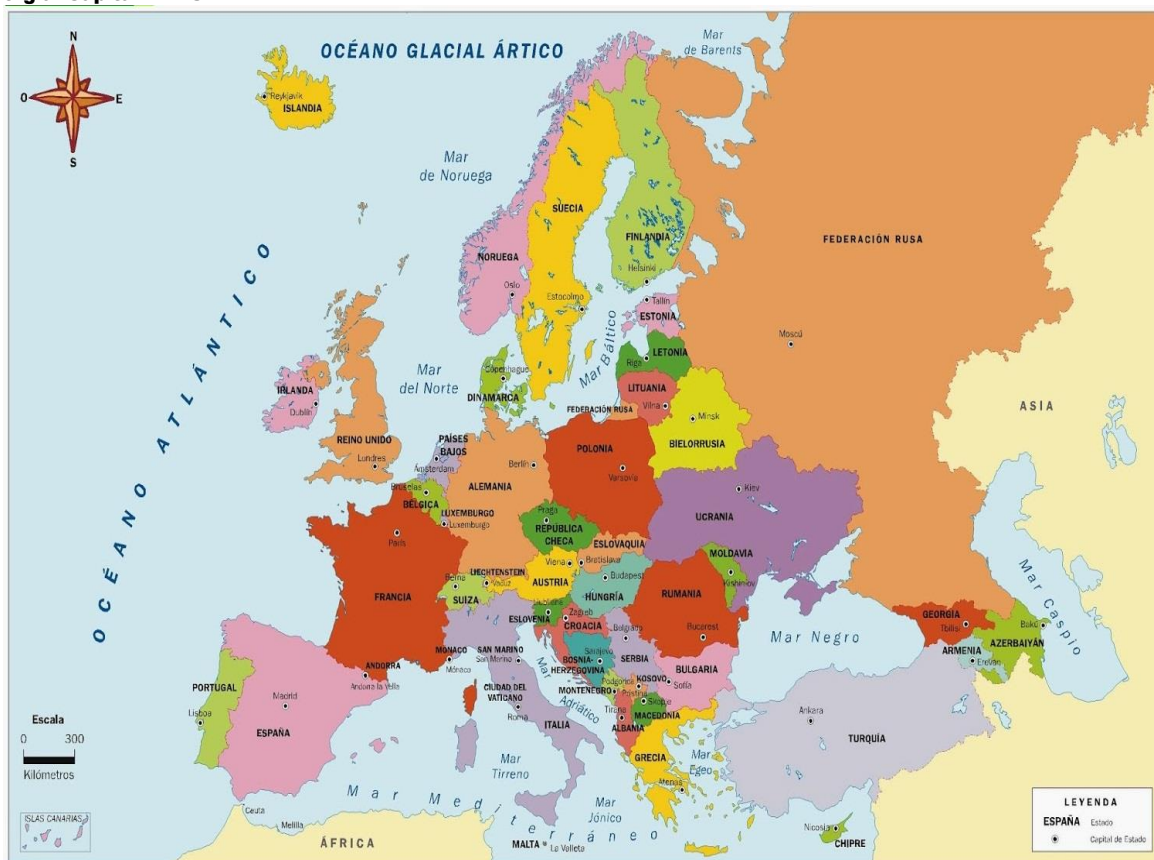 N
O
E
S
OCÉANO GLACIAL ÁRTICO
Mar
de Barents
Reykjavik
ISLANDIA
Mar
de Noruega
OCÉANO ATLÁNTICO
SUECIA
FINLANDIA
Helsinki
NORUEGA
Oslo
Estocolmo
FEDERACIÓN RUSA
Moscú
Tallin
ESTONIA
Mar Báltico
LETONIA
Riga
LITUANIA
Vilna
FEDERACIÓN RUSA
Minsk
BIELORRUSIA
ASIA
Mar
del Norte
Copenhague
DINAMARCA
IRLANDA
Dublín
REINO UNIDO
Londres
PAÍSES
BAJOS
Ámsterdam
Berlín
ALEMANIA
POLONIA
Varsovia
Bruselas
BÉLGICA
LUXEMBURGO
Luxemburgo
Praga
REPÚBLICA
CHECA
ESLOVAQUIA
Bratislava
Kiev
UCRANIA
MOLDAVIA
Kishiniov
París
FRANCIA
Berna
SUIZA
LIECHTENSTEIN
Vaduz
Viena
AUSTRIA
Budapest
HUNGRÍA
RUMANIA
Bucarest
Liubliana
ESLOVENIA
Zagreb
CROACIA
Belgrado
SERBIA
Sarajevo
BOSNIA-
HERZEGOVINA
MÓNACO
Mónaco
SAN MARINO
San Marino
Mar
Adriático
CIUDAD DEL
VATICANO
Roma
ITALIA
Podgorica
MONTENEGRO
KOSOVO
Pristina
BULGARIA
Sofía
Skopje
MACEDONIA
Tirana
ALBANIA
GRECIA
Atenas
Mar
Egeo
Mar Negro
GEORGIA
Tbilisi
ARMENIA
Ereván
AZERBAIYÁN
Bakú
Mar Caspio
Ankara
TURQUÍA
ANDORRA
Andorra la Vella
PORTUGAL
Lisboa
Madrid
ESPAÑA
Escala
0 300
Kilómetros
ISLAS CANARIAS
Ceuta
Melilla
ÁFRICA
Mar
Tirreno
Mar
Jónico
Mar Mediterráneo
MALTA
La Valleta
Nicosia
CHIPRE
LEYENDA
ESPAÑA Estado
Capital de Estado